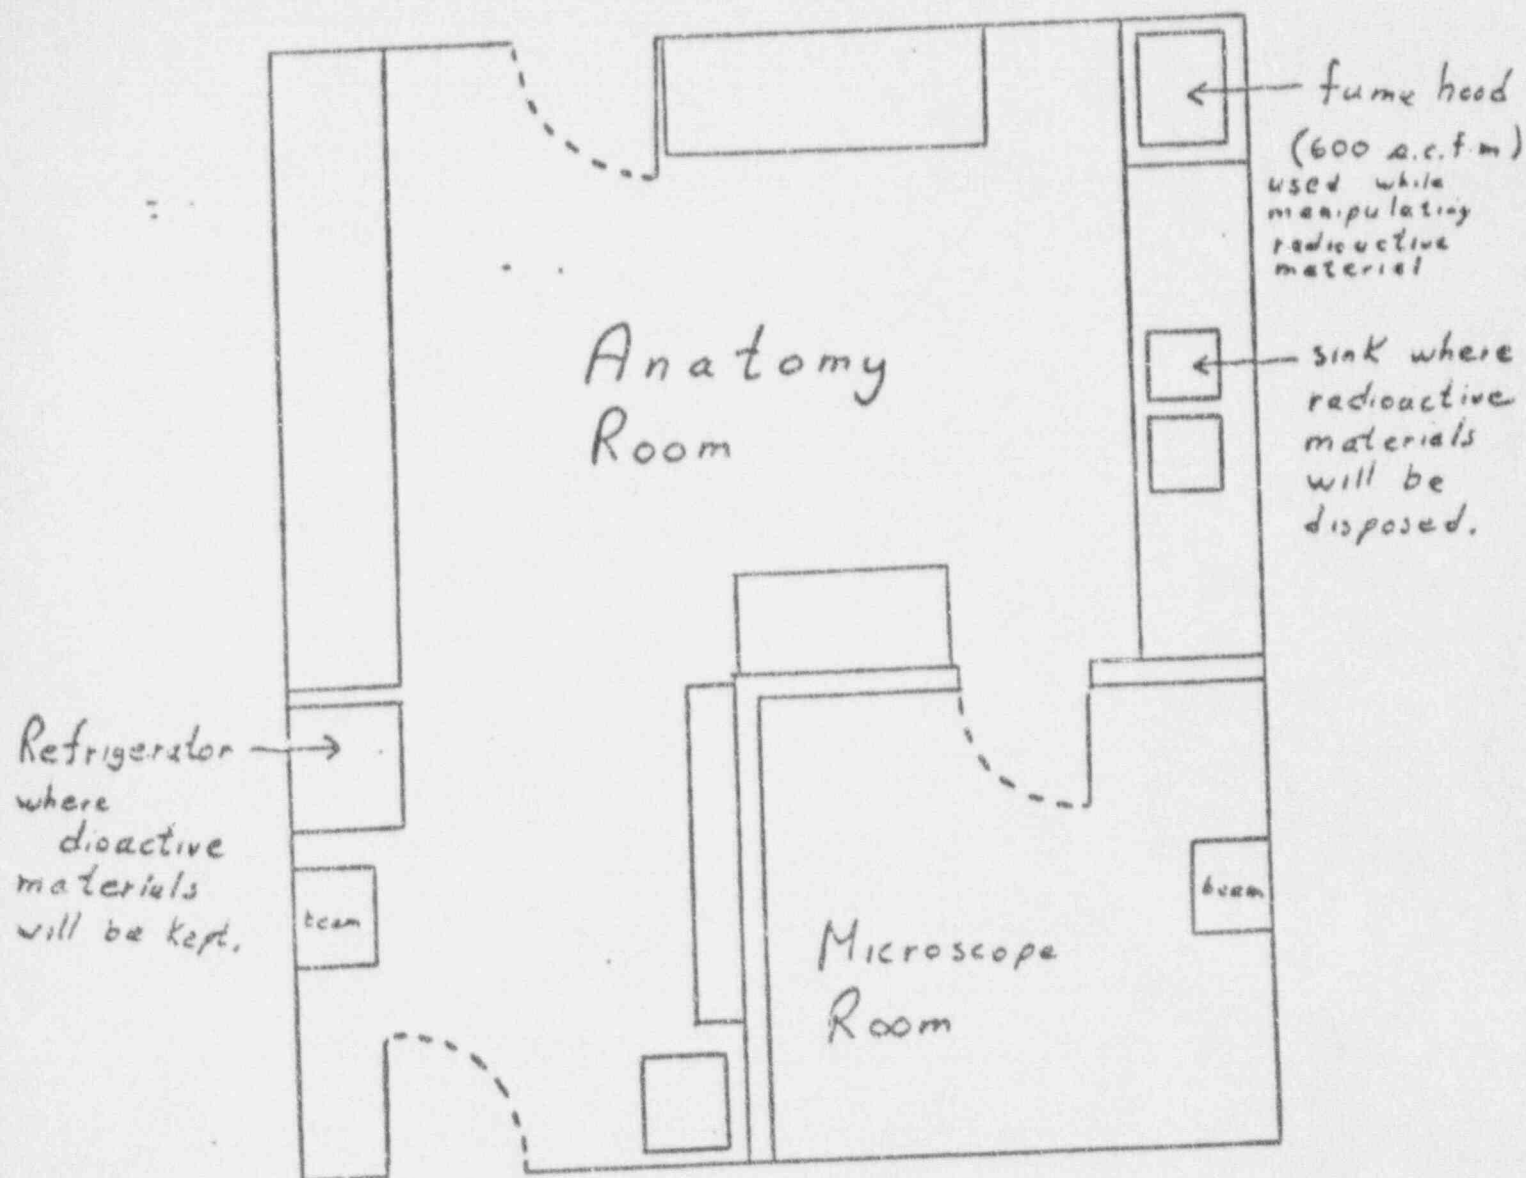 fume hood
(600 s.c.f.m)
used while
manipulating
radioactive
material
Anatomy
Room
sink where
radioactive
materials
will be
disposed.
Refrigerator
where
dioactive
materials
will be kept.
beam
Microscope
Room